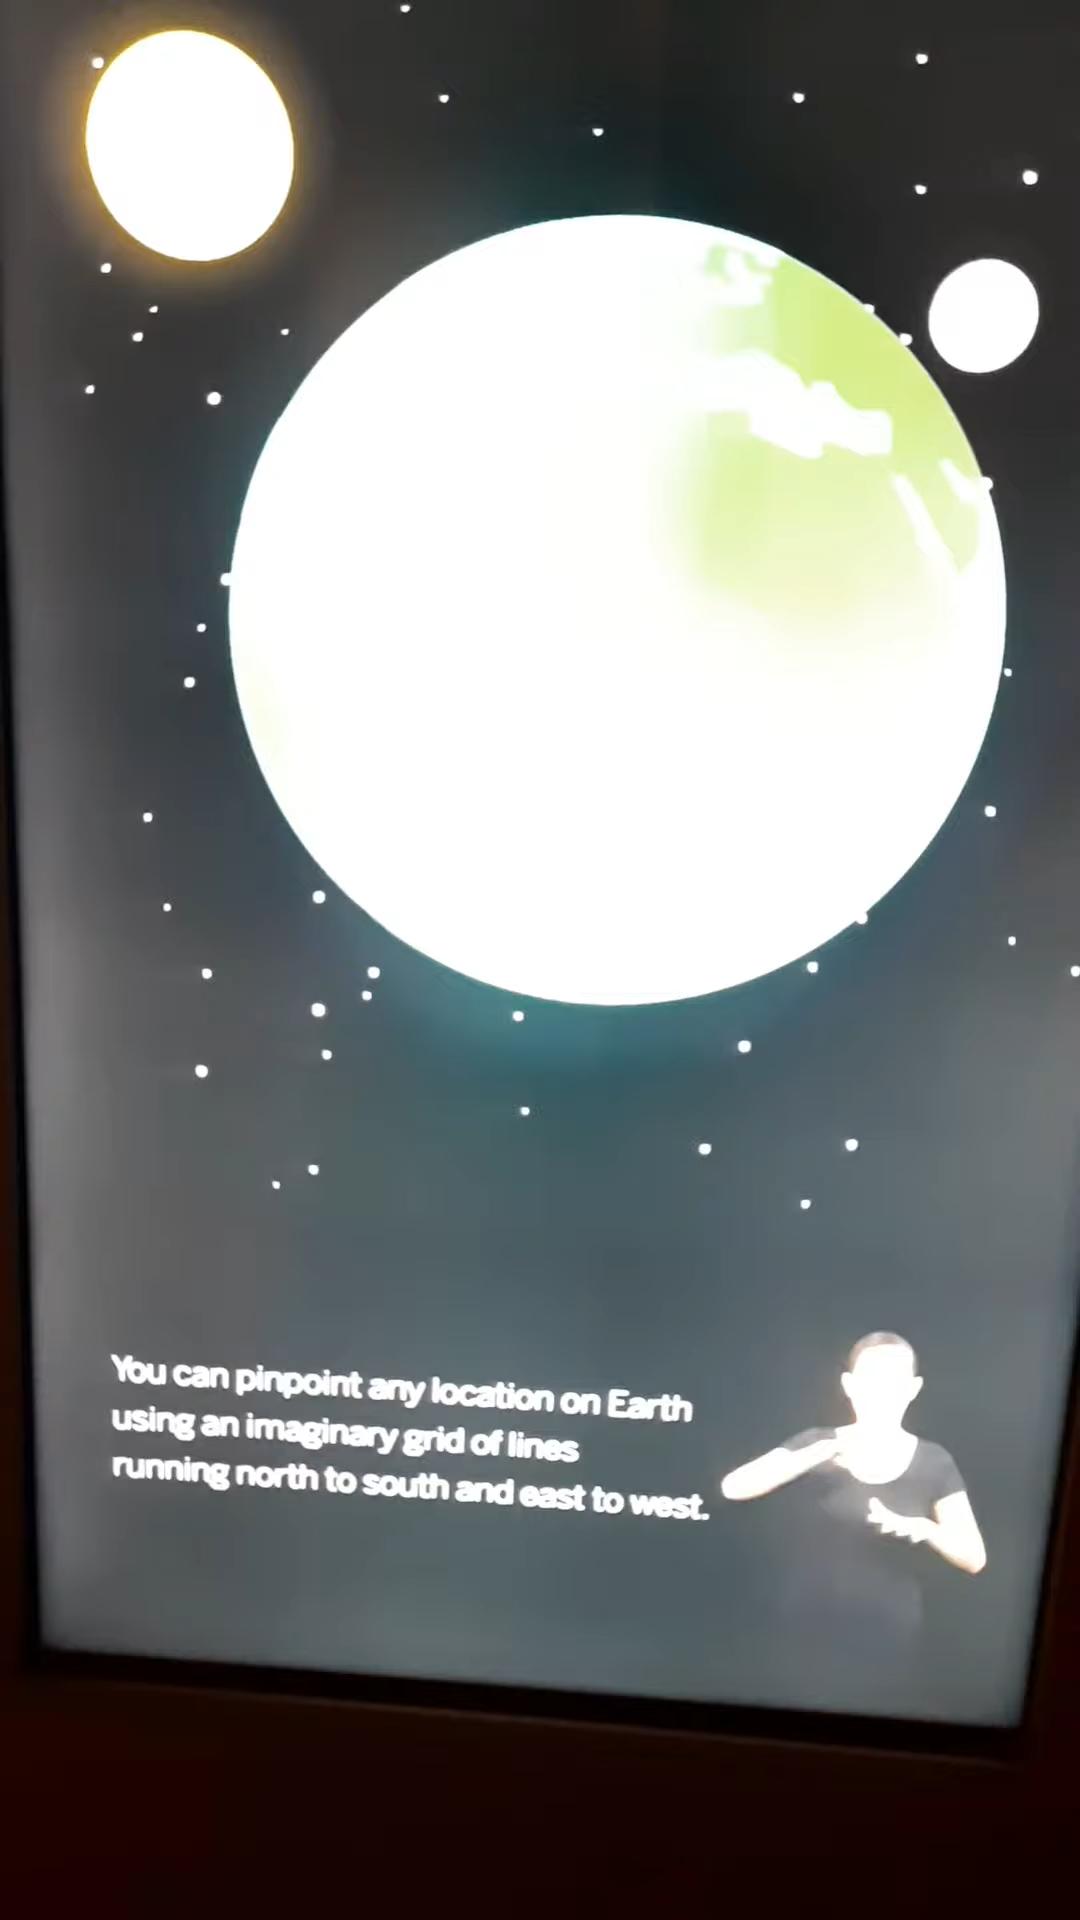 You can pinpoint any location on Earth
using an imaginary grid of lines
running north to south and east to west.